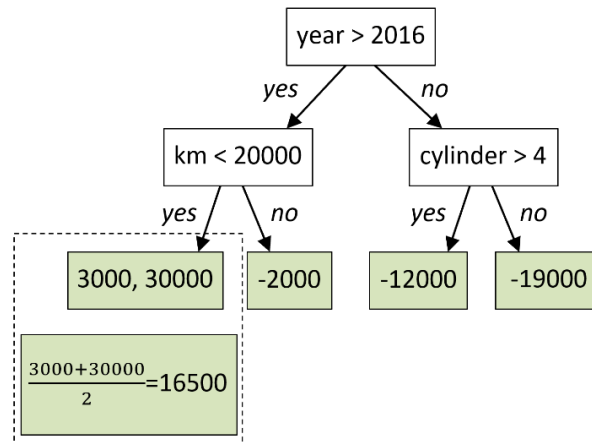 year > 2016
yes no
km < 20000 cylinder > 4
yes no yes no
3000, 30000 -2000 -12000 -19000
3000+30000
2
=16500